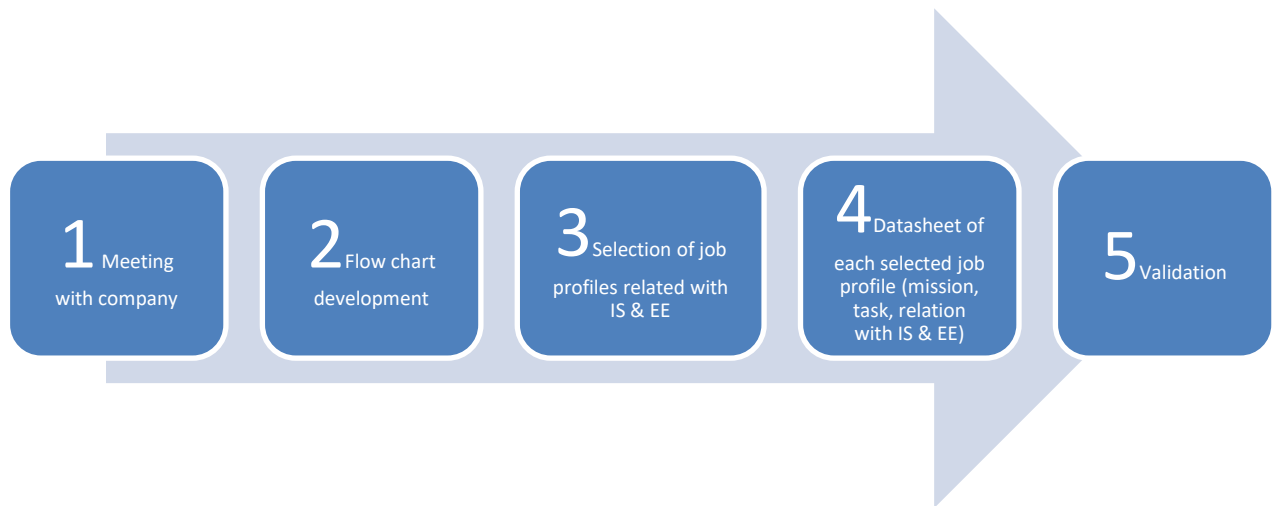 1 Meeting
with company
2 Flow chart
development
3 Selection of job
profiles related with
IS & EE
4 Datasheet of
each selected job
profile (mission,
task, relation
with IS & EE)
5 Validation